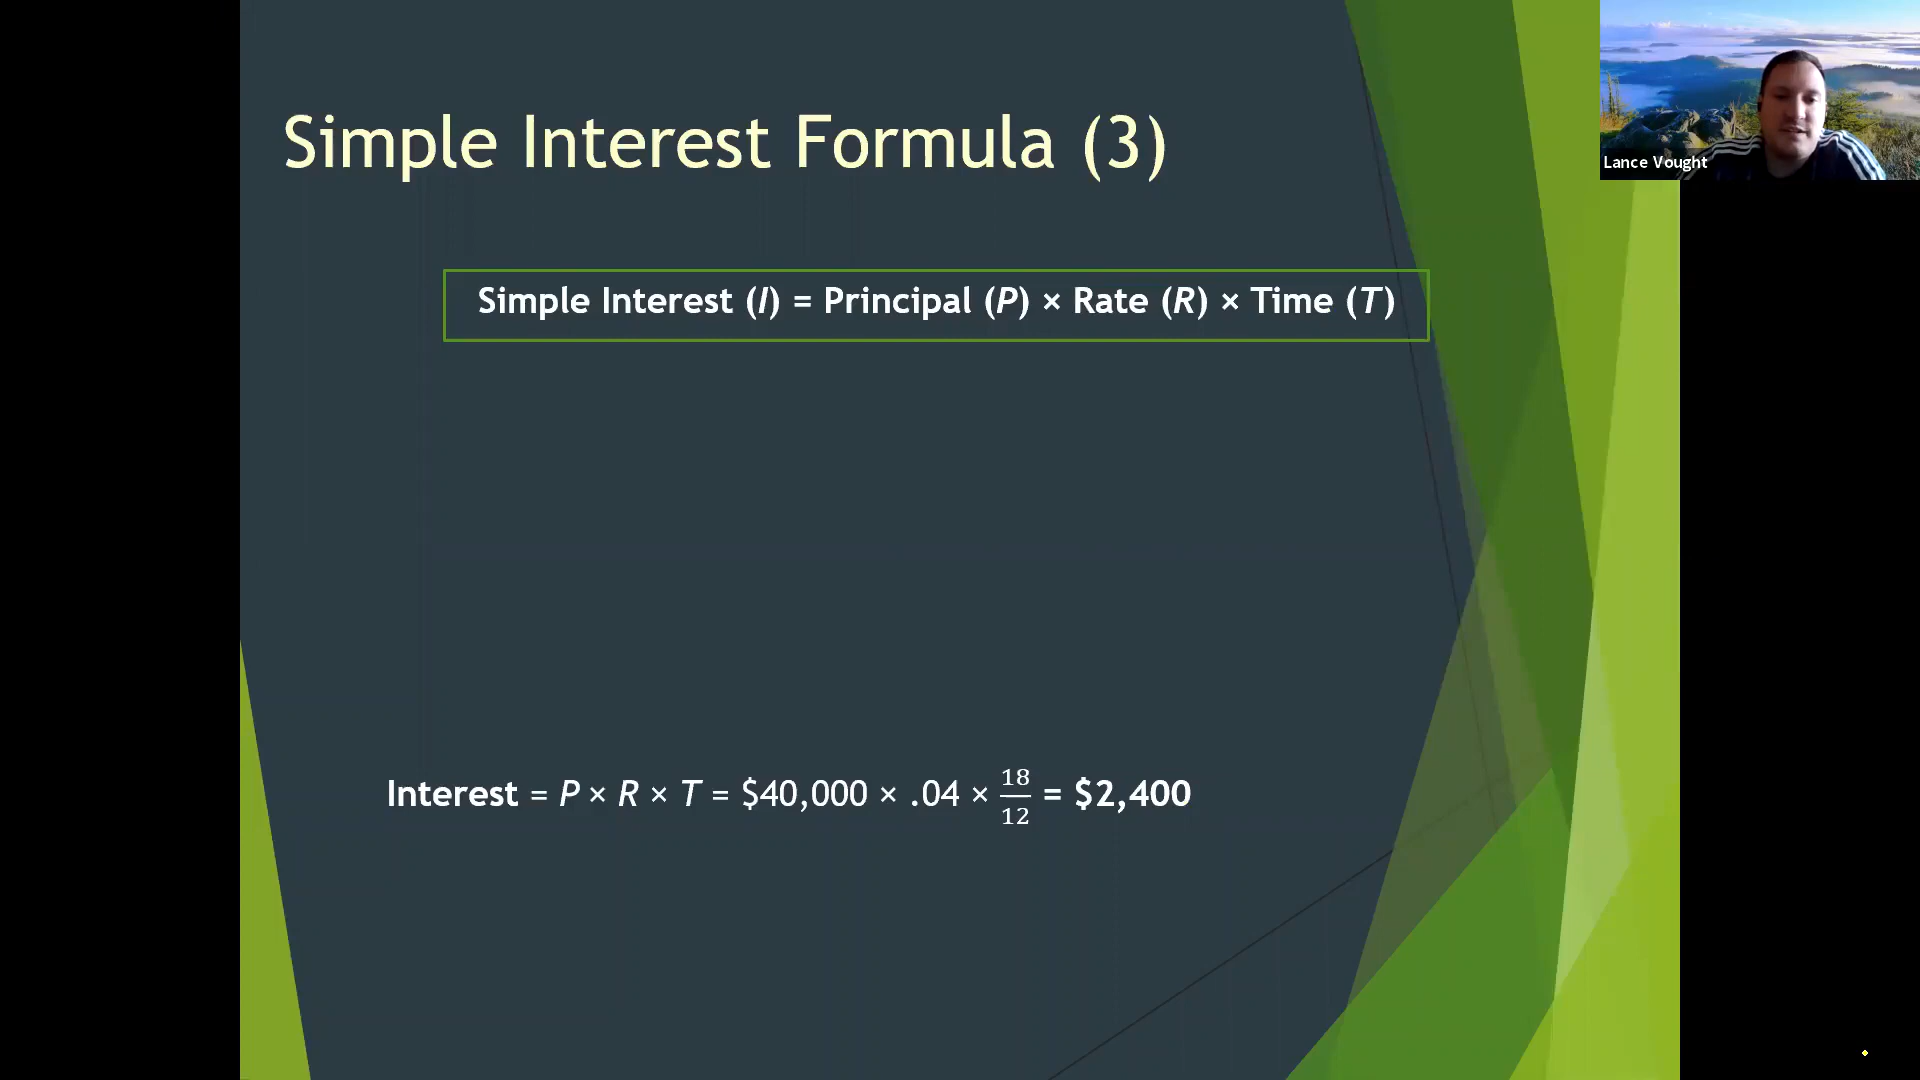 Simple Interest Formula (3)
Lance Vought
Simple Interest (I) = Principal (P) × Rate (R) × Time (T)
Interest = P × R × T = $40,000 × .04 × 18/12 = $2,400